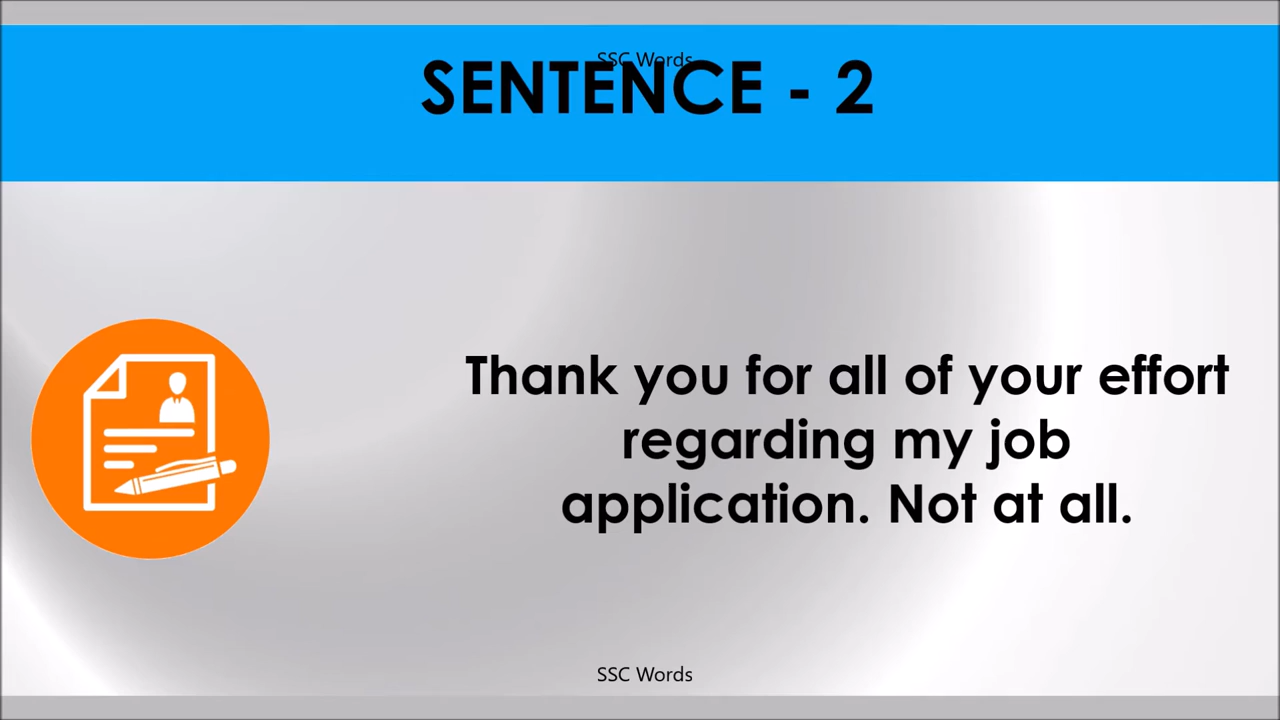 SSC Words
SENTENCE - 2
Thank you for all of your effort
regarding my job
application. Not at all.
SSC Words